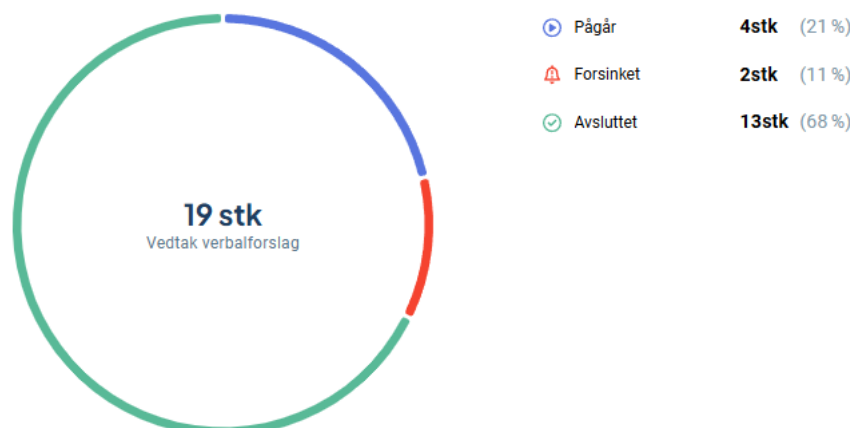 19 stk
Vedtak verbalforslag
Pågår 4stk (21 %)
Forsinket 2stk (11 %)
Avsluttet 13stk (68 %)